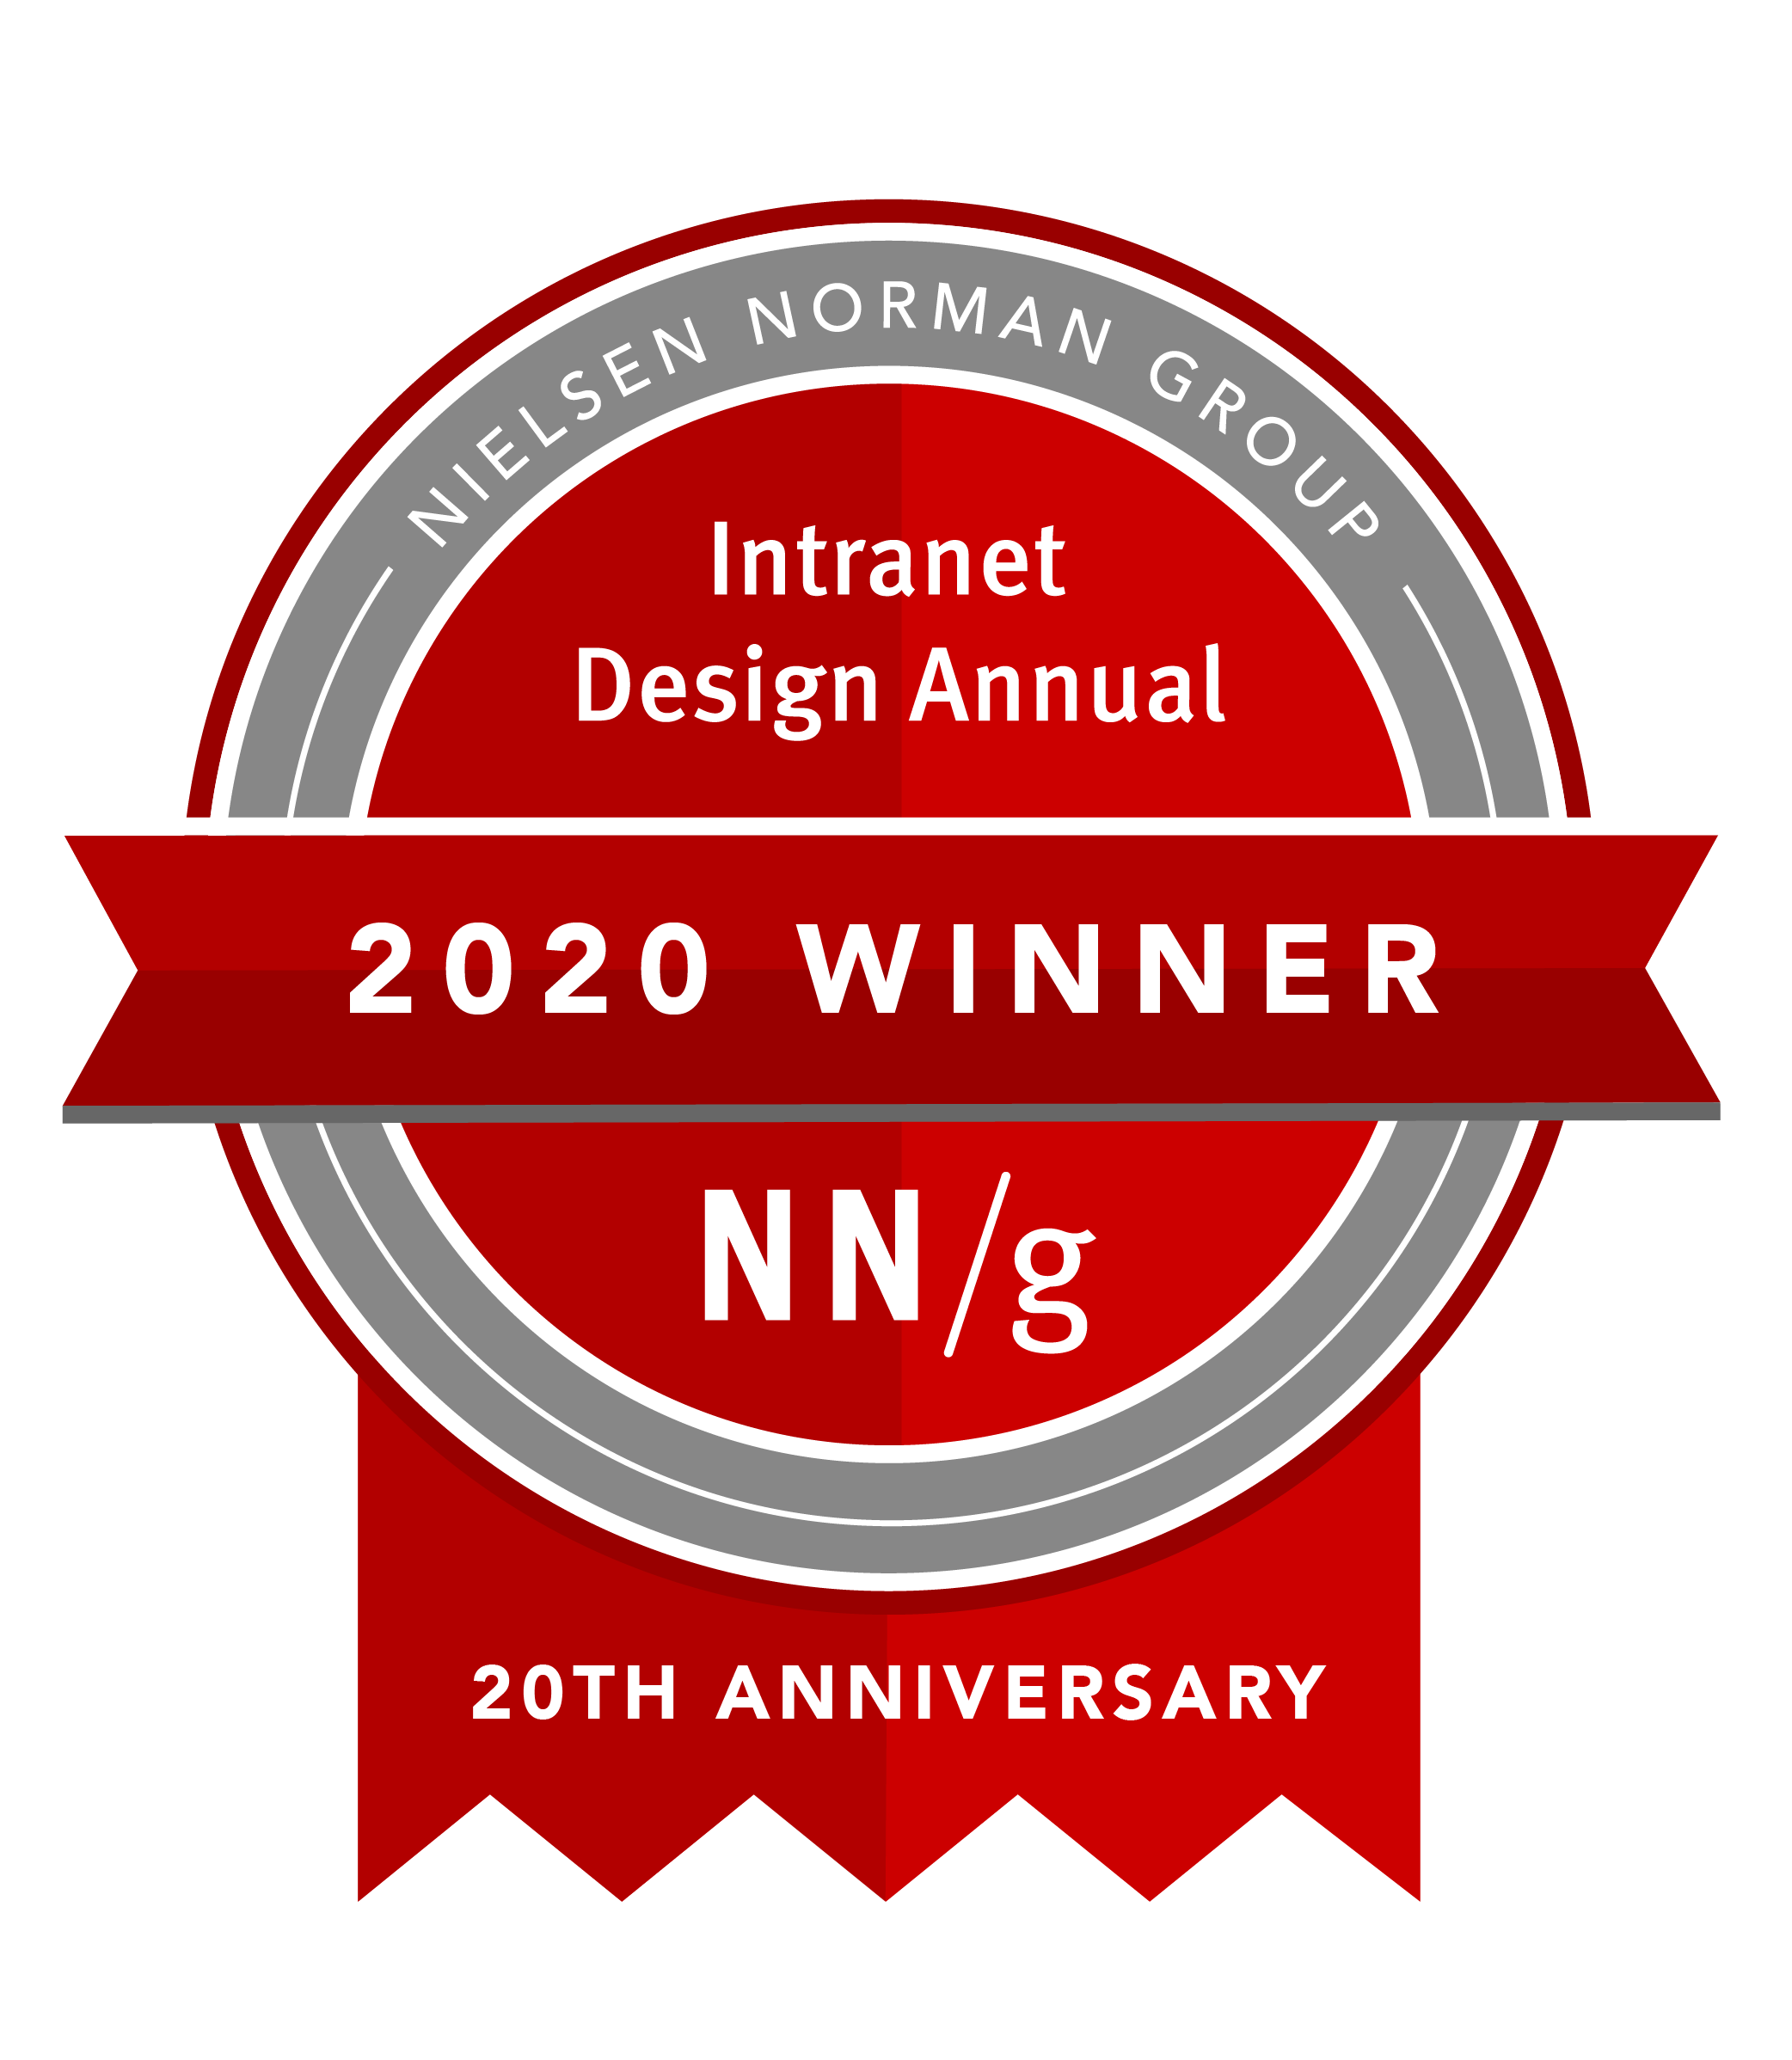 NIELSEN NORMAN GROUP
Intranet
Design Annual
2020 WINNER
NN/g
20TH ANNIVERSARY